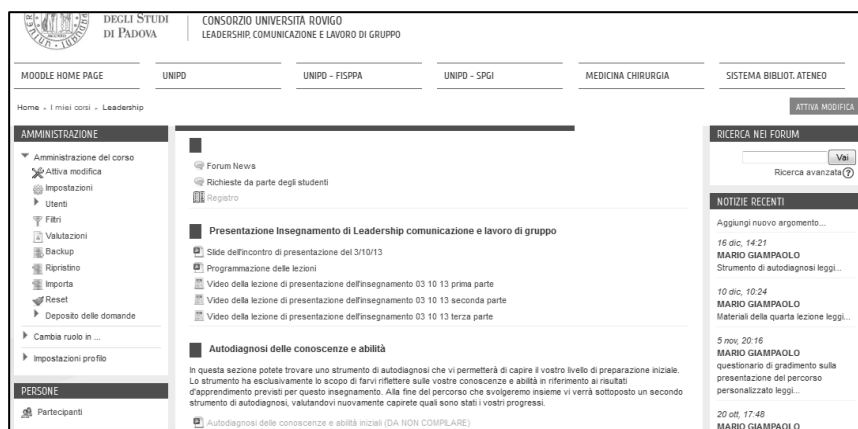 DEGLI STUDI
DI PADOVA
CONSORZIO UNIVERSITÀ ROVIGO
LEADERSHIP, COMUNICAZIONE E LAVORO DI GRUPPO
MOODLE HOME PAGE
UNIPD
UNIPD - FISPPA
UNIPD - SPGI
MEDICINA CHIRURGIA
SISTEMA BIBLIOT. ATENEO
Home
I miei corsi
Leadership
ATTIVA MODIFICA
AMMINISTRAZIONE
Amministrazione del corso
Attiva modifica
Impostazioni
Utenti
Filtri
Valutazioni
Backup
Ripristino
Importa
Reset
Deposito delle domande
Cambia ruolo in ...
Impostazioni profilo
PERSONE
Partecipanti
Forum News
Richieste da parte degli studenti
Registro
Presentazione Insegnamento di Leadership comunicazione e lavoro di gruppo
Slide dell'incontro di presentazione del 3/10/13
Programmazione delle lezioni
Video della lezione di presentazione dell'insegnamento 03 10 13 prima parte
Video della lezione di presentazione dell'insegnamento 03 10 13 seconda parte
Video della lezione di presentazione dell'insegnamento 03 10 13 terza parte
Autodiagnosi delle conoscenze e abilità
In questa sezione potete trovare uno strumento di autodiagnosi che vi permetterà di capire il vostro livello di preparazione iniziale.
Lo strumento ha esclusivamente lo scopo di farvi riflettere sulle vostre conoscenze e abilità in riferimento ai risultati
d'apprendimento previsti per questo insegnamento. Alla fine del percorso che svolgeremo insieme vi verrà sottoposto un secondo
strumento di autodiagnosi, valutandovi nuovamente capirete quali sono stati i vostri progressi.
Autodiagnosi delle conoscenze e abilità iniziali (DA NON COMPILARE)
RICERCA NEI FORUM
Vai
Ricerca avanzata
NOTIZIE RECENTI
Aggiungi nuovo argomento...
16 dic, 14:21
MARIO GIAMPAOLO
Strumento di autodiagnosi leggi...
10 dic, 10:24
MARIO GIAMPAOLO
Materiali della quarta lezione leggi...
5 nov, 20:16
MARIO GIAMPAOLO
questionario di gradimento sulla
presentazione del percorso
personalizzato leggi...
20 ott, 17:48
MARIO GIAMPAOLO